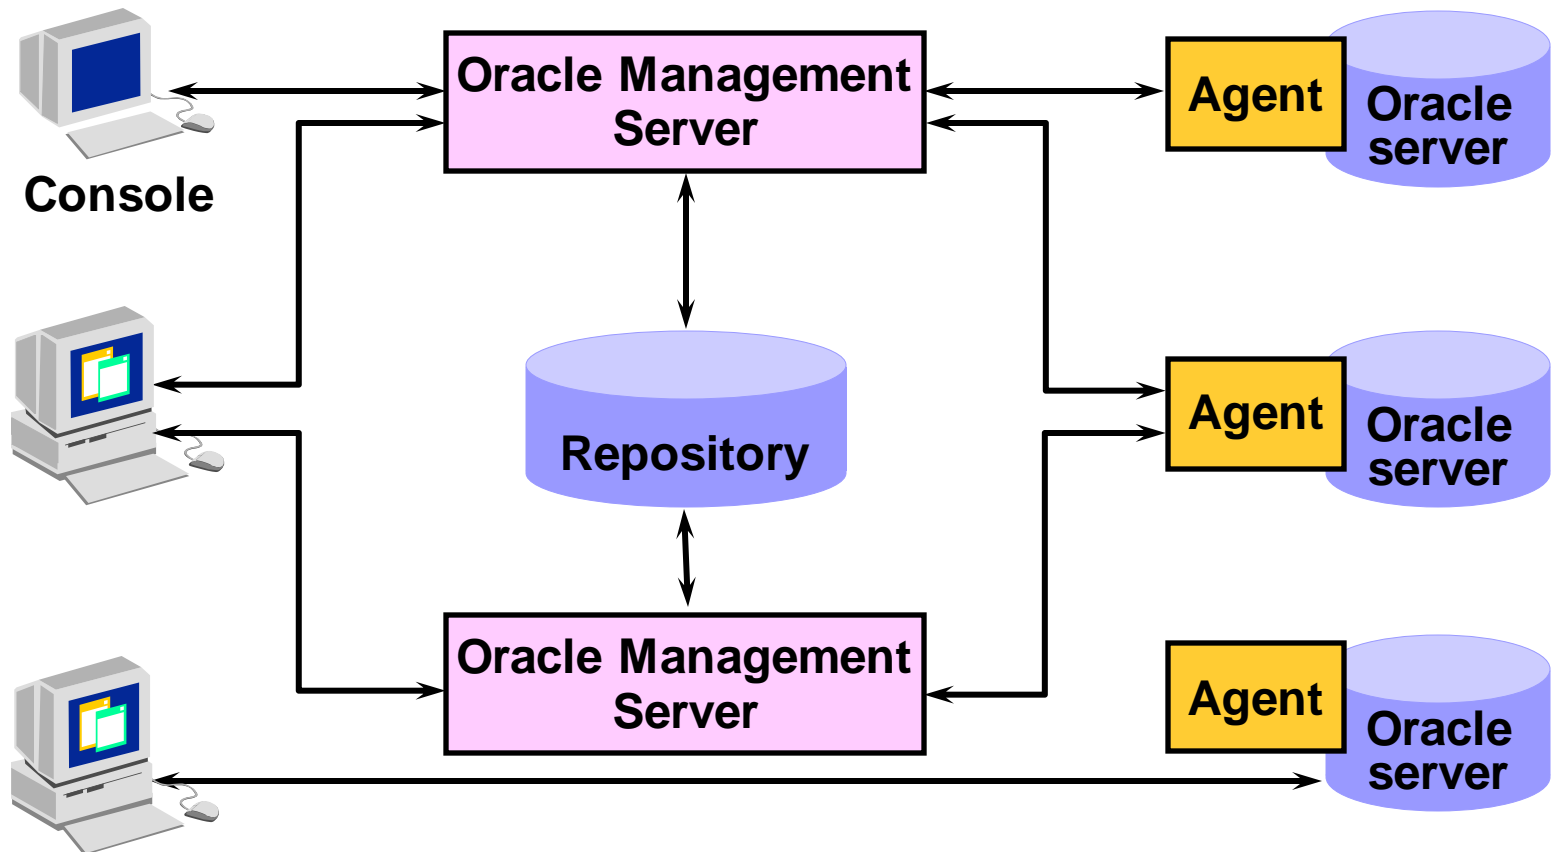 Oracle Management
Server
Agent
Oracle
server
Console
Repository
Agent
Oracle
server
Oracle Management
Server
Agent
Oracle
server